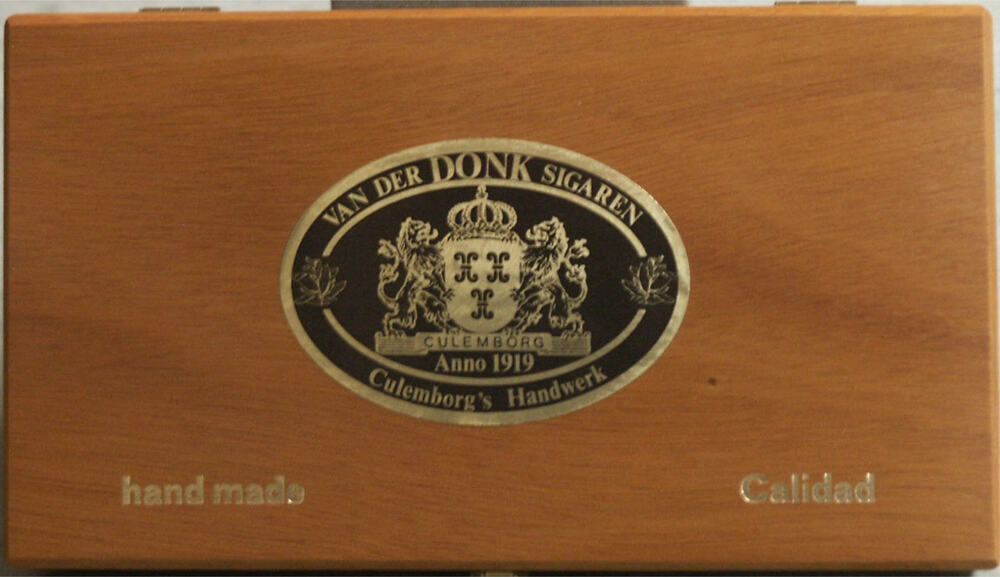 VAN DER DONK SIGAREN
CULEMBORG
Anno 1919
Culemborg's Handwerk
hand made
Calidad